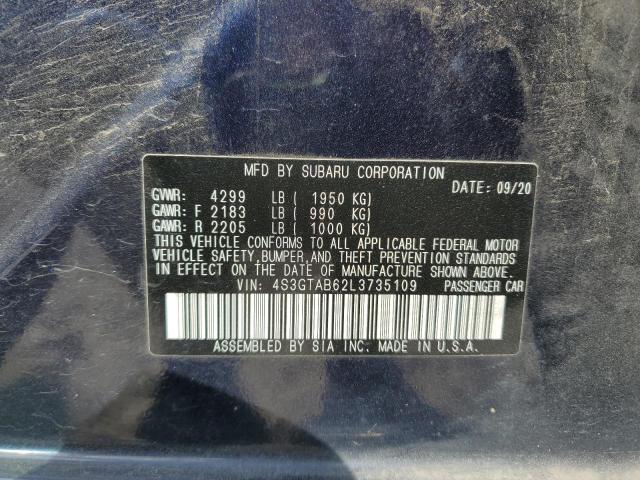 MFD BY SUBARU CORPORATION
DATE: 09/20
GVWR: 4299 LB ( 1950 KG)
GAWR: F 2183 LB ( 990 KG)
GAWR: R 2205 LB ( 1000 KG)
THIS VEHICLE CONFORMS TO ALL APPLICABLE FEDERAL MOTOR
VEHICLE SAFETY, BUMPER, AND THEFT PREVENTION STANDARDS
IN EFFECT ON THE DATE OF MANUFACTURE SHOWN ABOVE.
VIN: 4S3GTAB62L3735109 PASSENGER CAR
ASSEMBLED BY SIA INC. MADE IN U.S.A.